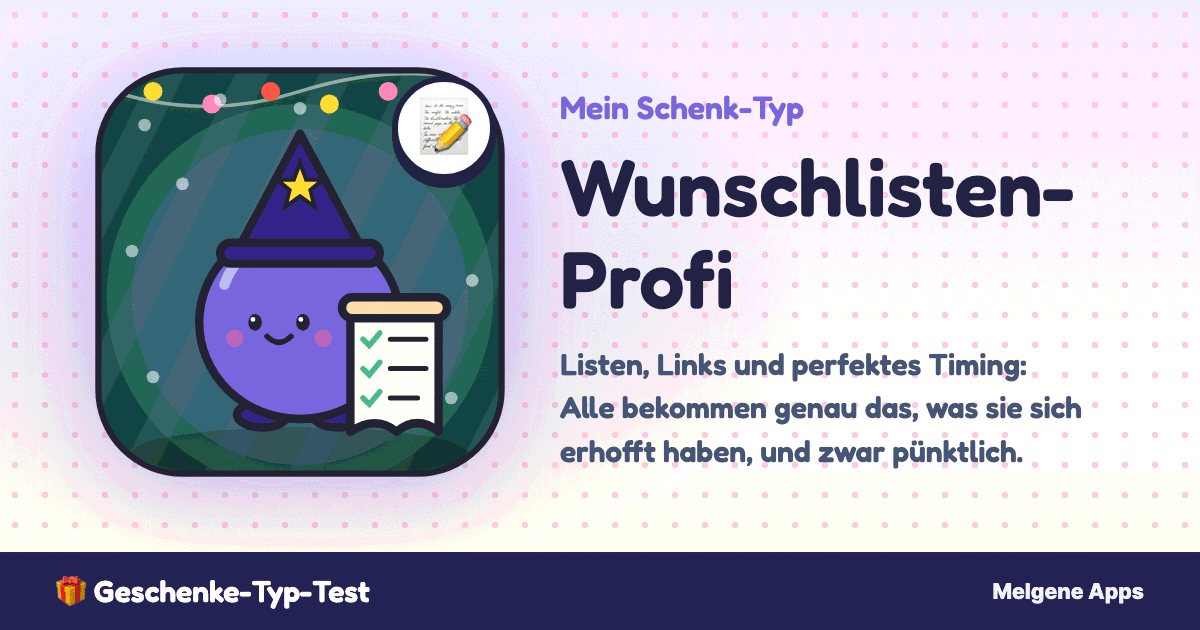 Mein Schenk-Typ
Wunschlisten-
Profi
Listen, Links und perfektes Timing:
Alle bekommen genau das, was sie sich
erhofft haben, und zwar pünktlich.
Geschenke-Typ-Test
Melgene Apps